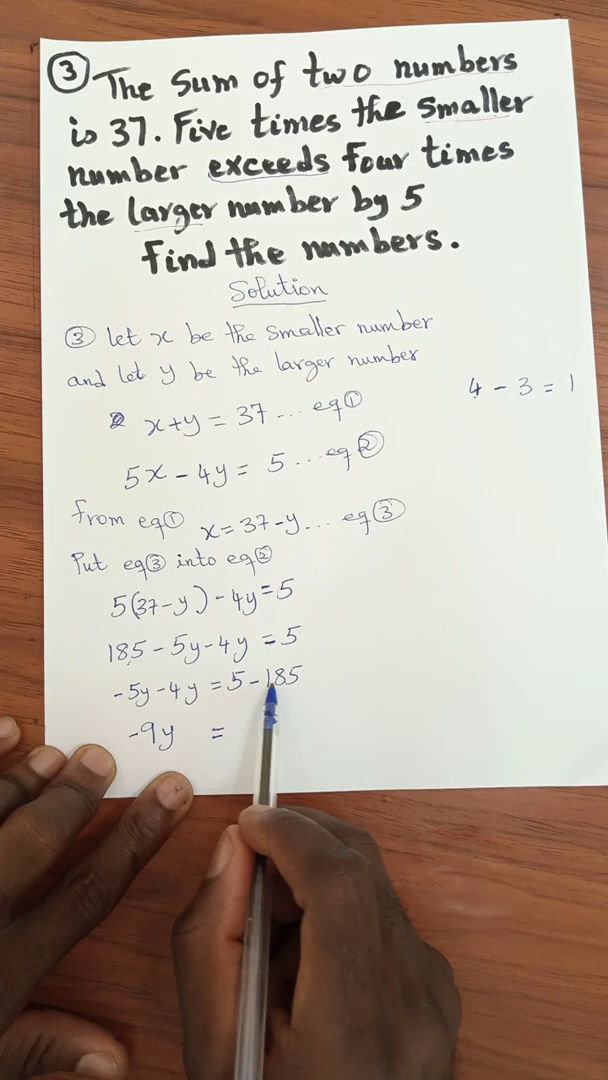 ③ The Sum of two numbers
is 37. Five times the smaller
number exceeds four times
the larger number by 5
Find the numbers.
Solution
③ let x be the smaller number
and let y be the larger number
x+y = 37 ... eq①
4 - 3 = 1
5x - 4y = 5 ... eq②
From eq① x = 37-y ... eq③
Put eq③ into eq②
5(37-y) - 4y = 5
185 - 5y - 4y = 5
-5y - 4y = 5 - 185
-9y =